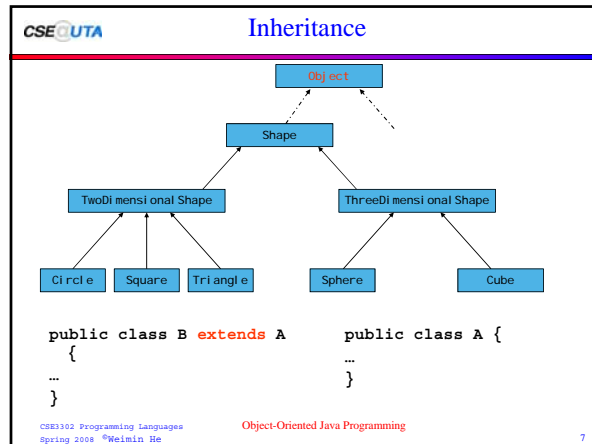 CSE@UTA
Inheritance
Object
Shape
TwoDimensionalShape ThreeDimensionalShape
Circle Square Triangle Sphere Cube
public class B extends A public class A {
{ …
… }
}
CSE3302 Programming Languages Object-Oriented Java Programming
Spring 2008 ©Weimin He 7